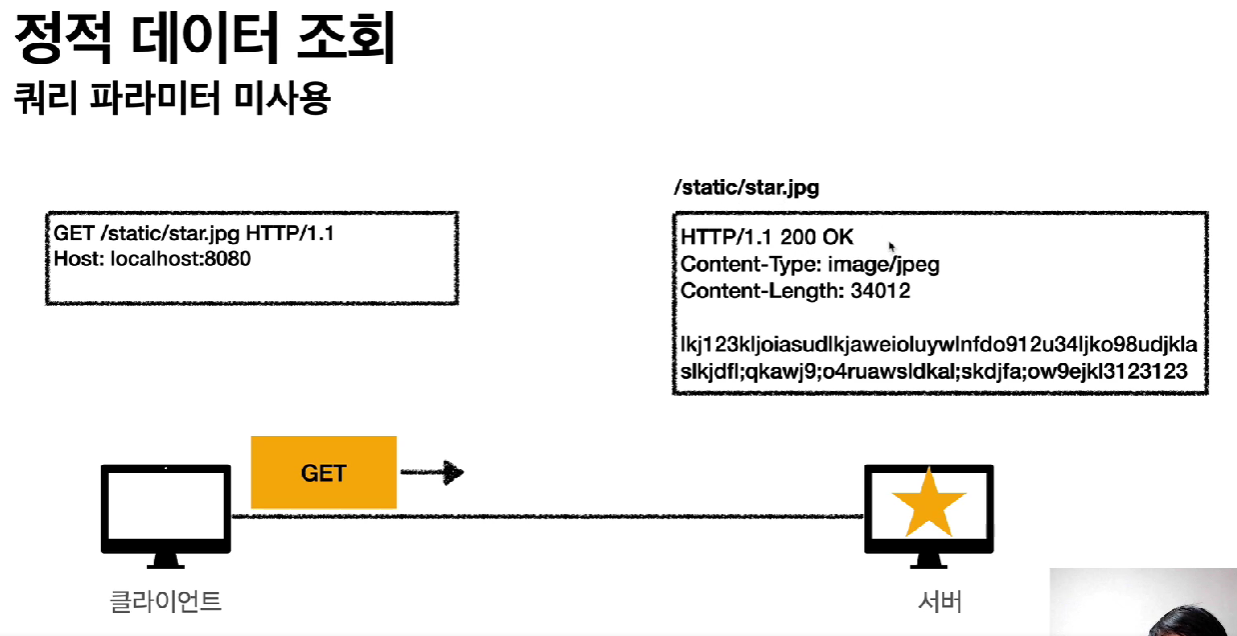 정적 데이터 조회
쿼리 파라미터 미사용
GET /static/star.jpg HTTP/1.1
Host: localhost:8080
/static/star.jpg
HTTP/1.1 200 OK
Content-Type: image/jpeg
Content-Length: 34012
lkj123kljoiasudlkjaweioluywlnfdo912u34ljko98udjkla
slkjdfl;qkawj9;o4ruawsldkal;skdjfa;ow9ejkl3123123
GET
클라이언트
서버